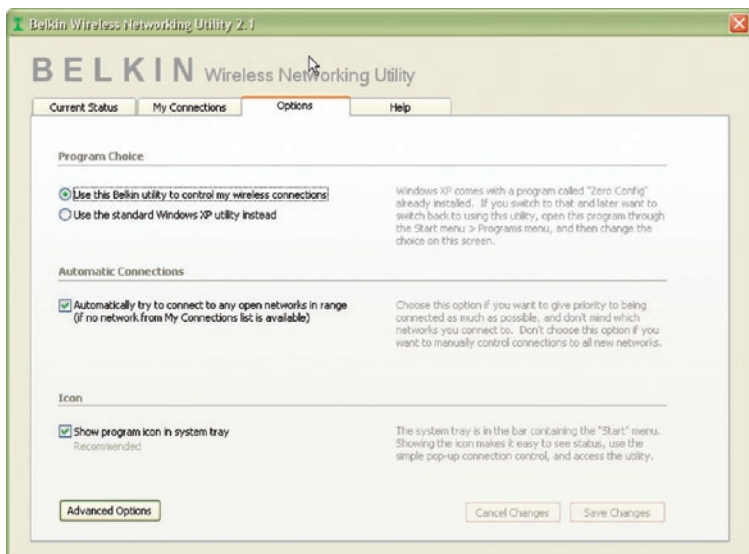 Belkin Wireless Networking Utility 2.1
BELKIN Wireless Networking Utility
Current Status
My Connections
Options
Help
Program Choice
Use this Belkin utility to control my wireless connections
Use the standard Windows XP utility instead
Windows XP comes with a program called "Zero Config"
already installed. If you switch to that and later want to
switch back to using this utility, open this program through
the Start menu > Programs menu, and then change the
choice on this screen.
Automatic Connections
Automatically try to connect to any open networks in range
(if no network from My Connections list is available)
Choose this option if you want to give priority to being
connected as much as possible, and don't mind which
networks you connect to. Don't choose this option if you
want to manually control connections to all new networks.
Icon
Show program icon in system tray
Recommended
The system tray is in the bar containing the "Start" menu.
Showing the icon makes it easy to see status, use the
simple pop-up connection control, and access the utility.
Advanced Options
Cancel Changes
Save Changes